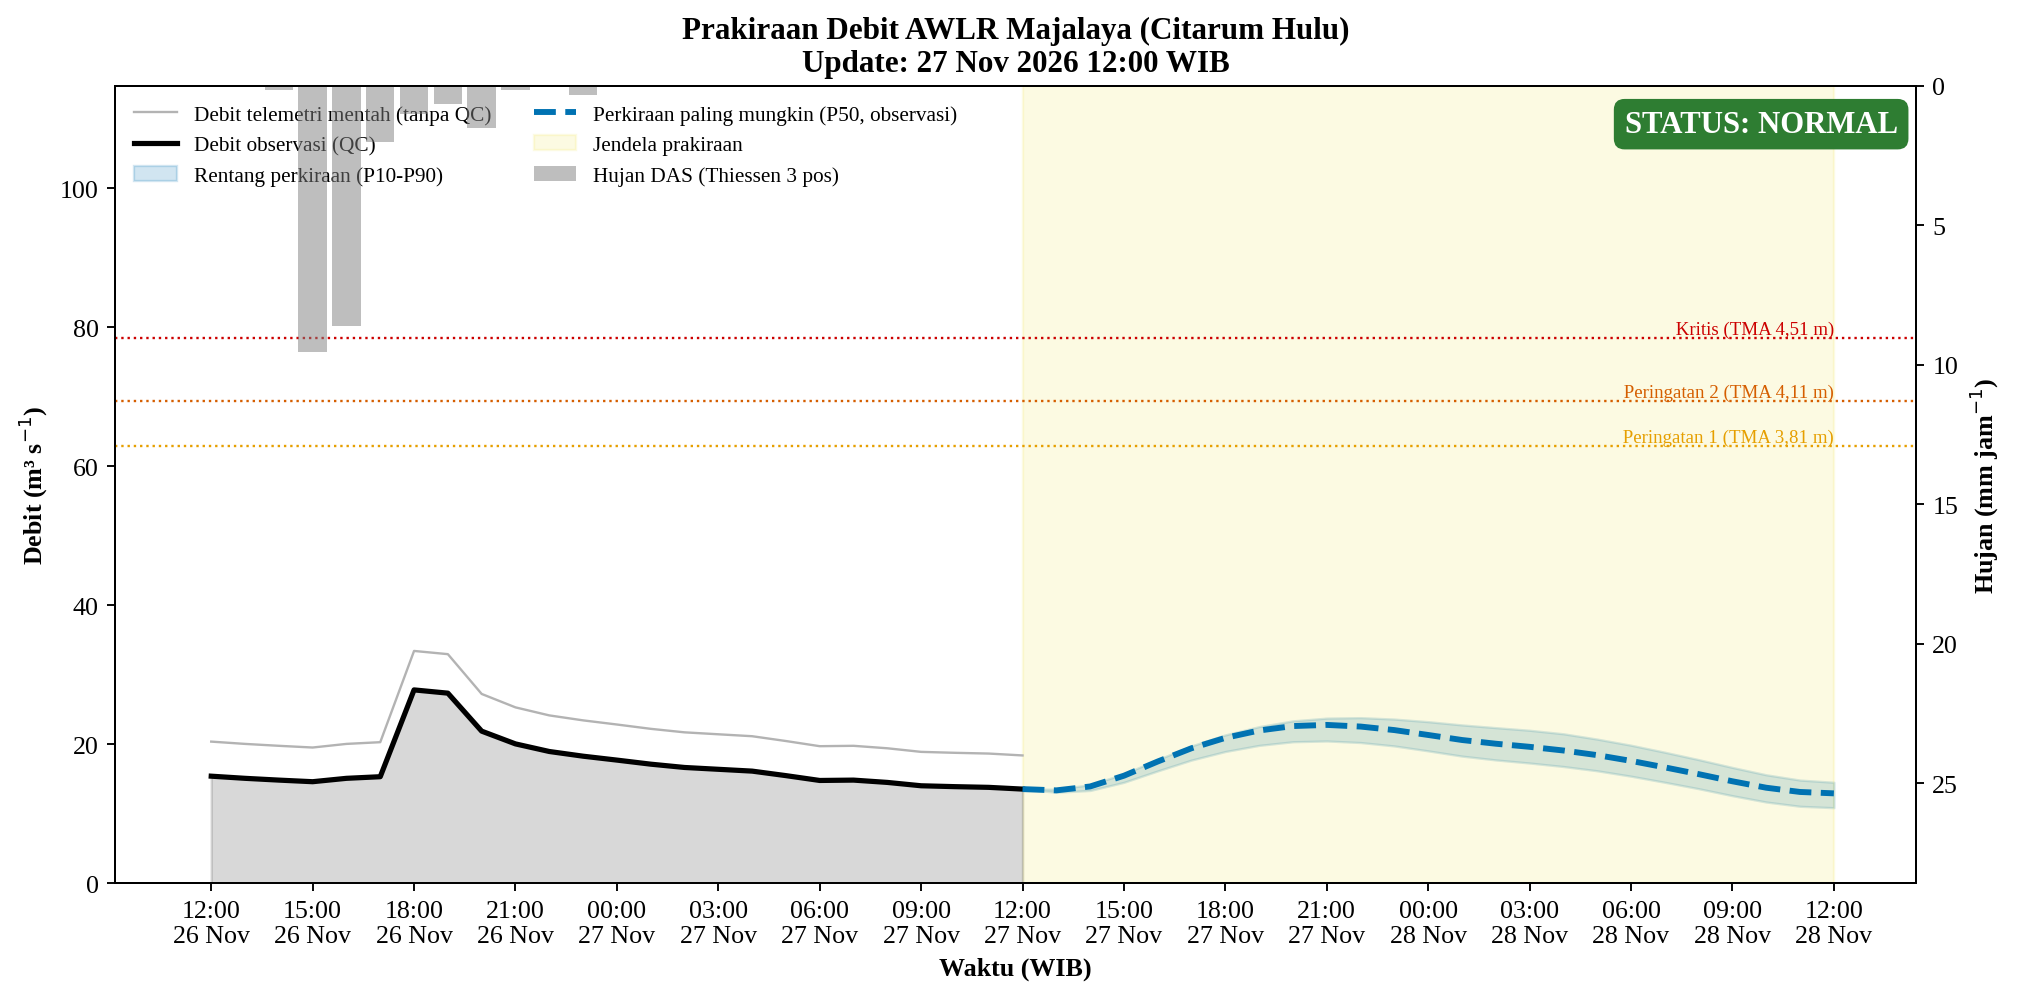 Prakiraan Debit AWLR Majalaya (Citarum Hulu)
Update: 27 Nov 2026 12:00 WIB
Debit telemetri mentah (tanpa QC)
Debit observasi (QC)
Rentang perkiraan (P10-P90)
Perkiraan paling mungkin (P50, observasi)
Jendela prakiraan
Hujan DAS (Thiessen 3 pos)
STATUS: NORMAL
Kritis (TMA 4,51 m)
Peringatan 2 (TMA 4,11 m)
Peringatan 1 (TMA 3,81 m)
Debit (m³ s⁻¹)
100
80
60
40
20
0
Hujan (mm jam⁻¹)
0
5
10
15
20
25
12:00 15:00 18:00 21:00 00:00 03:00 06:00 09:00 12:00 15:00 18:00 21:00 00:00 03:00 06:00 09:00 12:00
26 Nov 26 Nov 26 Nov 26 Nov 27 Nov 27 Nov 27 Nov 27 Nov 27 Nov 27 Nov 27 Nov 27 Nov 28 Nov 28 Nov 28 Nov 28 Nov 28 Nov
Waktu (WIB)